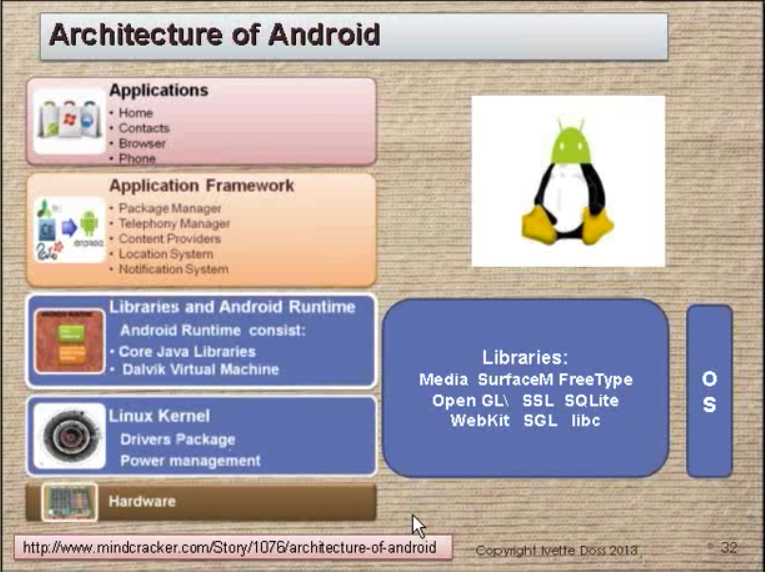 Architecture of Android
Applications
• Home
• Contacts
• Browser
• Phone
Application Framework
• Package Manager
• Telephony Manager
• Content Providers
• Location System
• Notification System
Libraries and Android Runtime
Android Runtime consist:
• Core Java Libraries
• Dalvik Virtual Machine
Linux Kernel
Drivers Package
Power management
Hardware
Libraries:
Media SurfaceM FreeType
Open GL\ SSL SQLite
WebKit SGL libc
O
S
http://www.mindcracker.com/Story/1076/architecture-of-android
Copyright Ivette Doss 2013
32